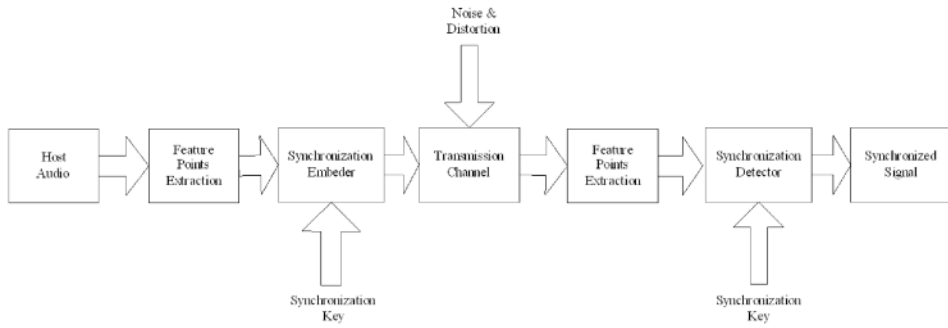 Noise &
Distortion
Host
Audio
Feature
Points
Extraction
Synchronization
Embeder
Transmission
Channel
Feature
Points
Extraction
Synchronization
Detector
Synchronized
Signal
Synchronization
Key
Synchronization
Key